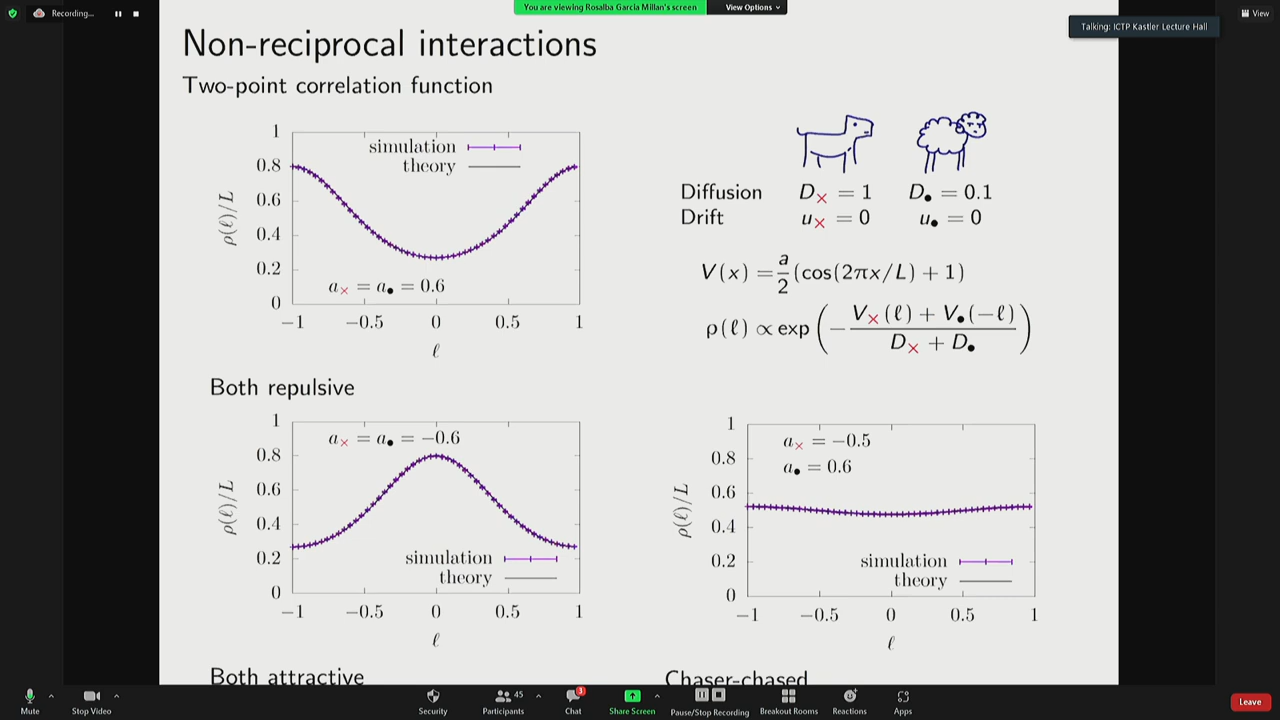 Recording...
You are viewing Rosalba Garcia Millan's screen
View Options
View
Talking: ICTP Kastler Lecture Hall
Non-reciprocal interactions
Two-point correlation function
1
0.8
0.6
0.4
0.2
0
ρ(ℓ)/L
simulation
theory
a× = a• = 0.6
−1 −0.5 0 0.5 1
ℓ
Both repulsive
Diffusion D× = 1 D• = 0.1
Drift u× = 0 u• = 0
V(x) = a/2 (cos(2πx/L) + 1)
ρ(ℓ) ∝ exp (− V×(ℓ) + V•(−ℓ) / D× + D•)
1
0.8
0.6
0.4
0.2
0
ρ(ℓ)/L
a× = a• = −0.6
simulation
theory
−1 −0.5 0 0.5 1
ℓ
Both attractive
1
0.8
0.6
0.4
0.2
0
ρ(ℓ)/L
a× = −0.5
a• = 0.6
simulation
theory
−1 −0.5 0 0.5 1
ℓ
Chaser-chased
Mute
Stop Video
Security
45
Participants
3
Chat
Share Screen
Pause/Stop Recording
Breakout Rooms
Reactions
Apps
Leave